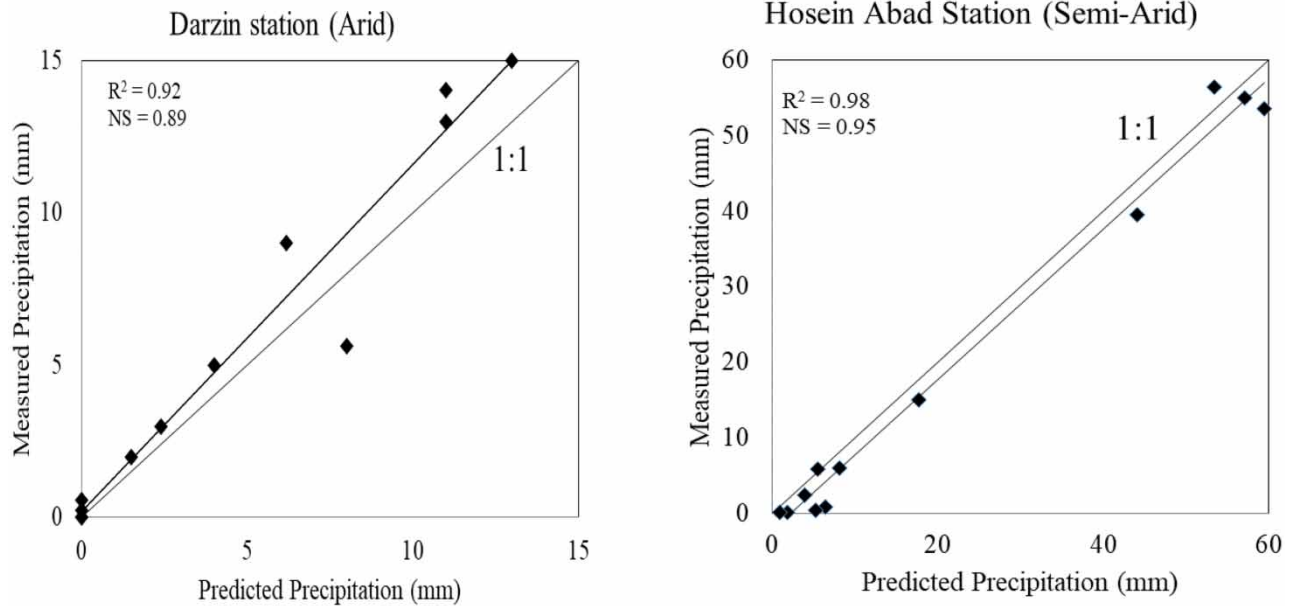 Darzin station (Arid)
15
R² = 0.92
NS = 0.89
1:1
10
5
0
0 5 10 15
Measured Precipitation (mm)
Predicted Precipitation (mm)
Hosein Abad Station (Semi-Arid)
60
R² = 0.98
NS = 0.95
1:1
50
40
30
20
10
0
0 20 40 60
Measured Precipitation (mm)
Predicted Precipitation (mm)